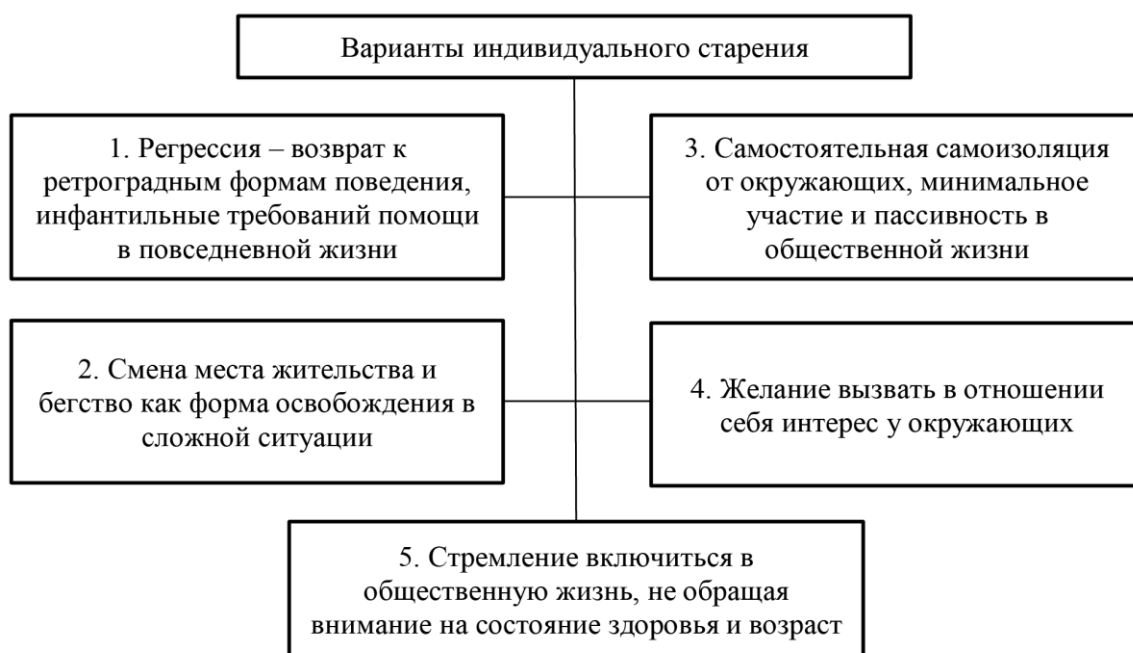 Варианты индивидуального старения
1. Регрессия – возврат к
ретроградным формам поведения,
инфантильные требований помощи
в повседневной жизни
2. Смена места жительства и
бегство как форма освобождения в
сложной ситуации
3. Самостоятельная самоизоляция
от окружающих, минимальное
участие и пассивность в
общественной жизни
4. Желание вызвать в отношении
себя интерес у окружающих
5. Стремление включиться в
общественную жизнь, не обращая
внимание на состояние здоровья и возраст